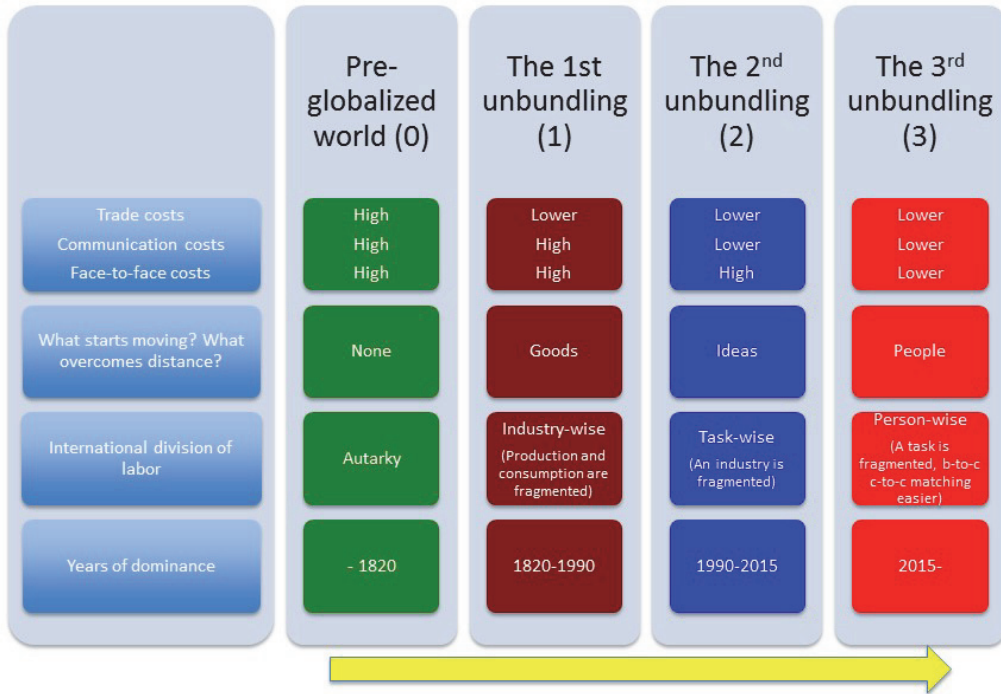 Pre-
globalized
world (0)
The 1st
unbundling
(1)
The 2nd
unbundling
(2)
The 3rd
unbundling
(3)
Trade costs
Communication costs
Face-to-face costs
High
High
High
Lower
High
High
Lower
Lower
High
Lower
Lower
Lower
What starts moving? What
overcomes distance?
None
Goods
Ideas
People
International division of
labor
Autarky
Industry-wise
(Production and
consumption are
fragmented)
Task-wise
(An industry is
fragmented)
Person-wise
(A task is
fragmented, b-to-c
c-to-c matching
easier)
Years of dominance
- 1820
1820-1990
1990-2015
2015-